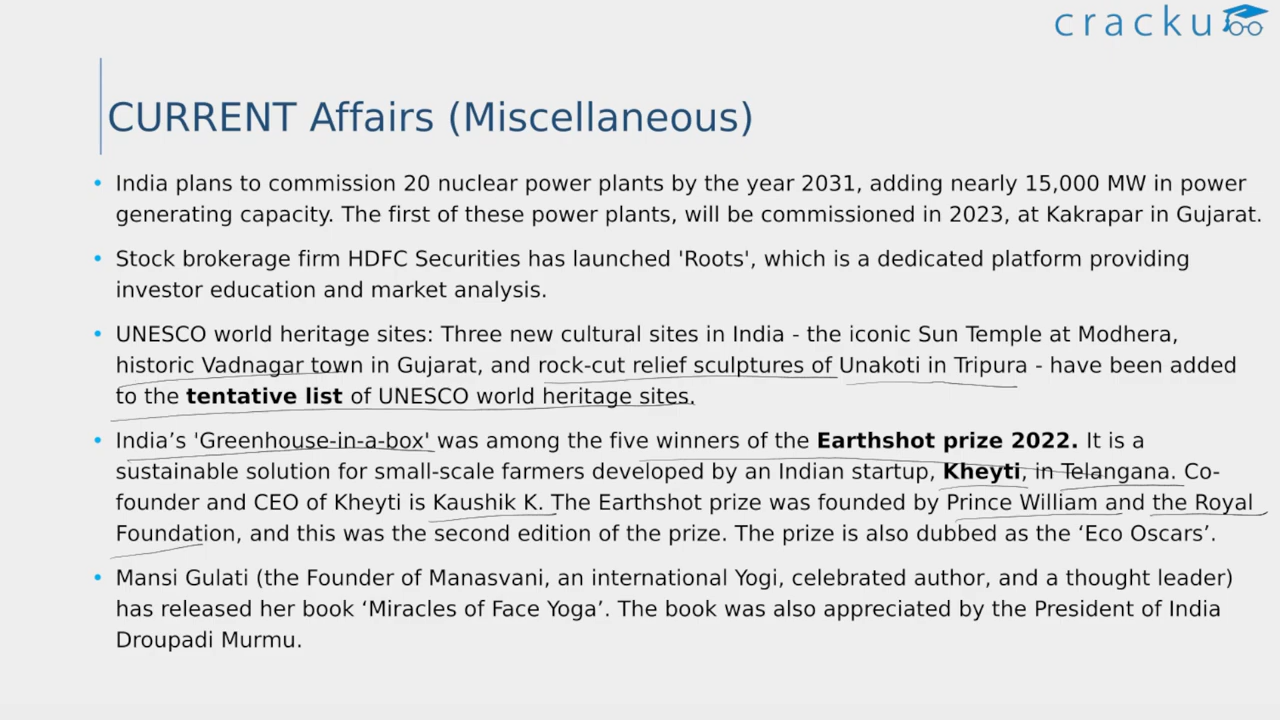 cracku
CURRENT Affairs (Miscellaneous)
• India plans to commission 20 nuclear power plants by the year 2031, adding nearly 15,000 MW in power
generating capacity. The first of these power plants, will be commissioned in 2023, at Kakrapar in Gujarat.
• Stock brokerage firm HDFC Securities has launched 'Roots', which is a dedicated platform providing
investor education and market analysis.
• UNESCO world heritage sites: Three new cultural sites in India - the iconic Sun Temple at Modhera,
historic Vadnagar town in Gujarat, and rock-cut relief sculptures of Unakoti in Tripura - have been added
to the tentative list of UNESCO world heritage sites.
• India’s 'Greenhouse-in-a-box' was among the five winners of the Earthshot prize 2022. It is a
sustainable solution for small-scale farmers developed by an Indian startup, Kheyti, in Telangana. Co-
founder and CEO of Kheyti is Kaushik K. The Earthshot prize was founded by Prince William and the Royal
Foundation, and this was the second edition of the prize. The prize is also dubbed as the ‘Eco Oscars’.
• Mansi Gulati (the Founder of Manasvani, an international Yogi, celebrated author, and a thought leader)
has released her book ‘Miracles of Face Yoga’. The book was also appreciated by the President of India
Droupadi Murmu.